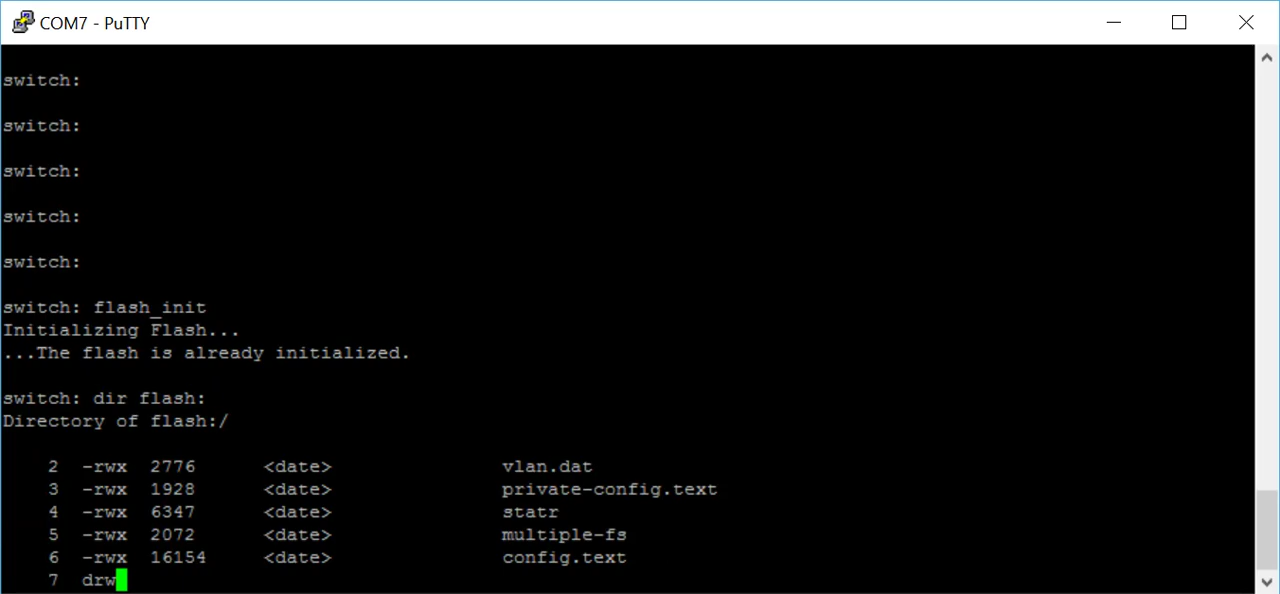 COM7 - PuTTY
switch:
switch:
switch:
switch:
switch:
switch: flash_init
Initializing Flash...
...The flash is already initialized.
switch: dir flash:
Directory of flash:/
2 -rwx 2776 <date> vlan.dat
3 -rwx 1928 <date> private-config.text
4 -rwx 6347 <date> statr
5 -rwx 2072 <date> multiple-fs
6 -rwx 16154 <date> config.text
7 drw